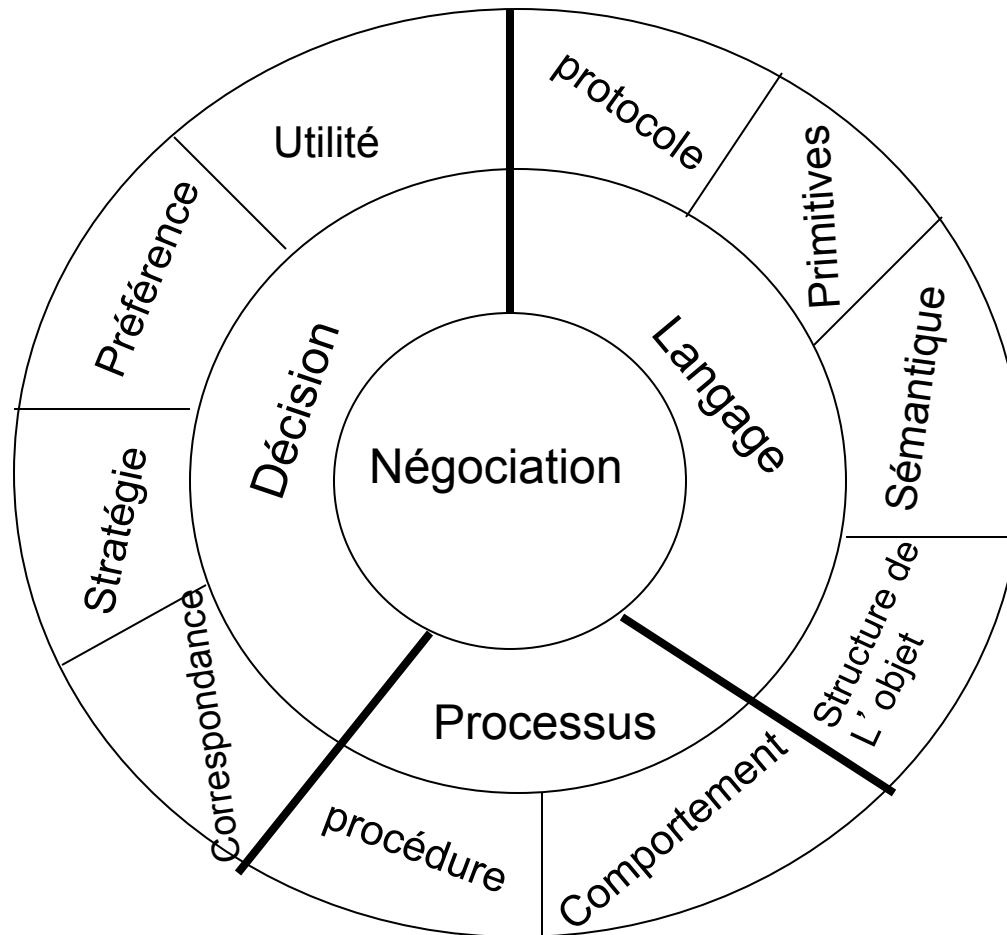 protocole
Utilité
Primitives
Préférence
Sémantique
Langage
Décision
Négociation
Stratégie
Structure de
L’ objet
Correspondance
Processus
Comportement
procédure